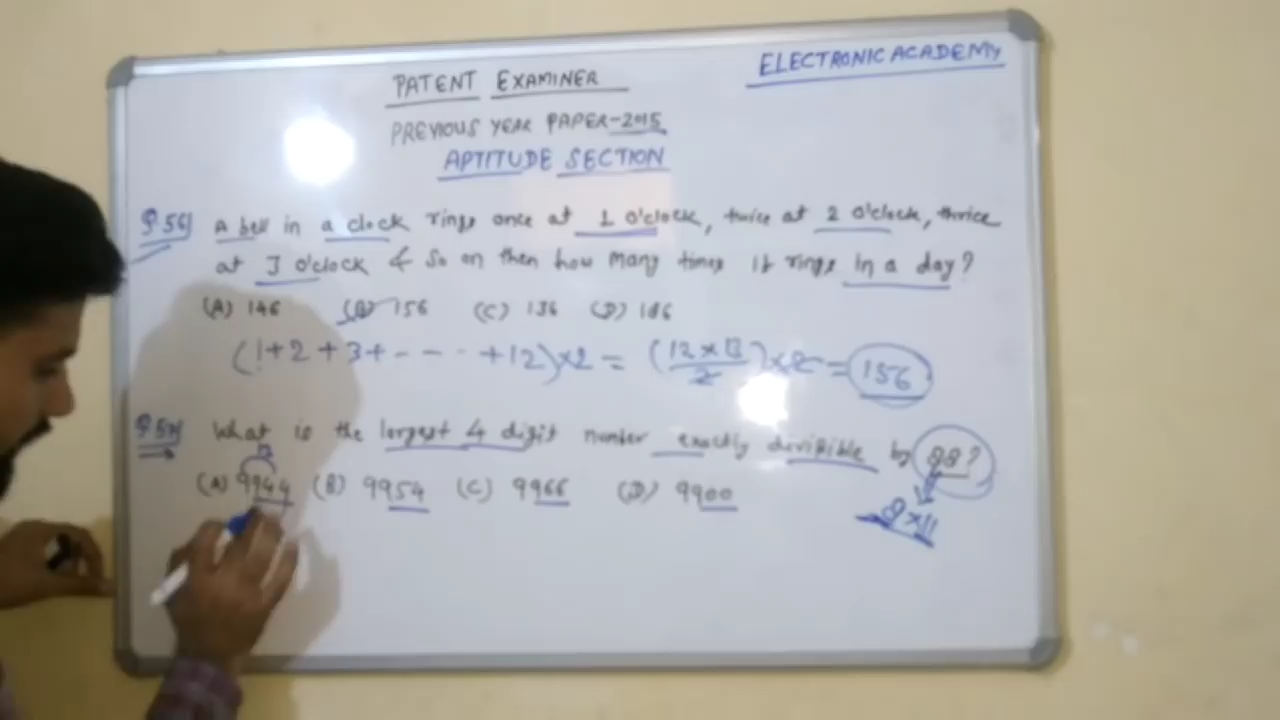 ELECTRONIC ACADEMY
PATENT EXAMINER
PREVIOUS YEAR PAPER-2015
APTITUDE SECTION
Q.56) A bell in a clock rings once at 1 o'clock, twice at 2 o'clock, thrice
at 3 o'clock & so on then how many times it rings in a day?
(A) 146 (B) 156 (C) 136 (D) 186
(1+2+3+----+12)×2 = (12×13/2)×2 = 156
Q.57) What is the largest 4 digit number exactly divisible by 88?
(A) 9944 (B) 9954 (C) 9966 (D) 9900
8×11